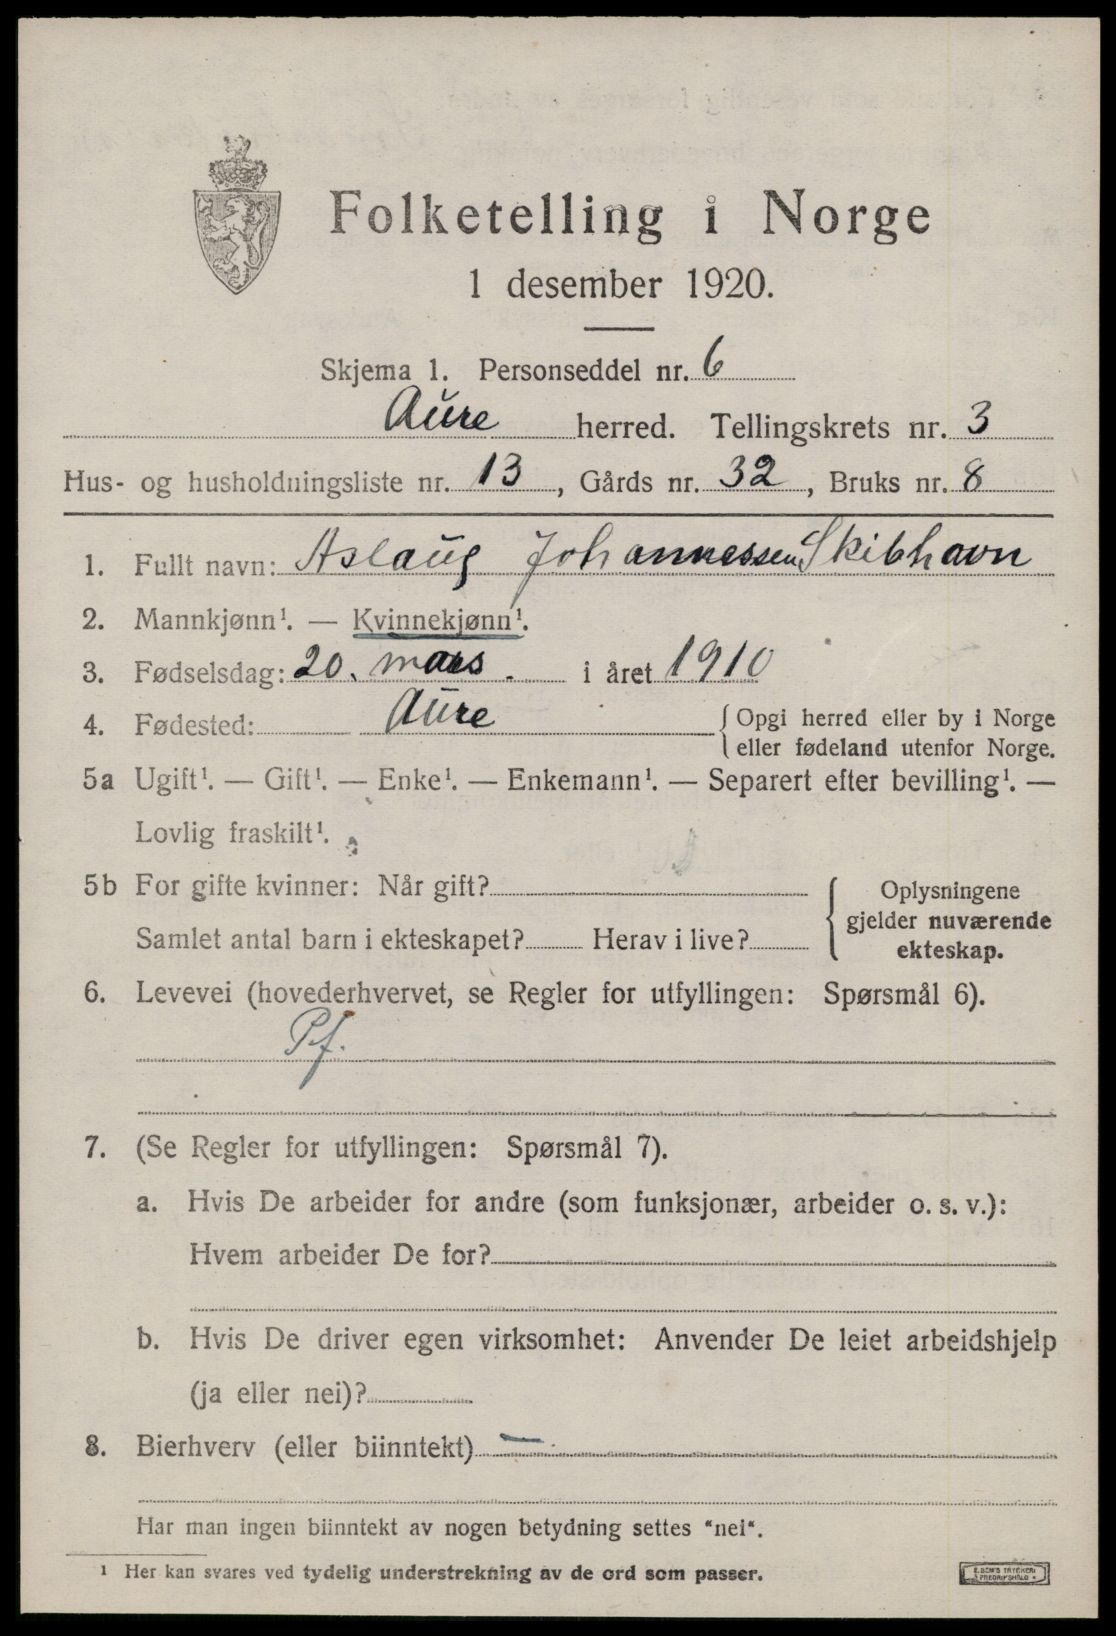 Folketelling i Norge
1 desember 1920.
Skjema 1. Personseddel nr. 6
Aure herred. Tellingskrets nr. 3
Hus- og husholdningsliste nr. 13, Gårds nr. 32, Bruks nr. 8
1. Fullt navn: Aslaug Johannessen Skibhavn
2. Mannkjønn¹. — Kvinnekjønn¹.
3. Fødselsdag: 20. mars. i året 1910
4. Fødested: Aure {Opgi herred eller by i Norge
eller fødeland utenfor Norge.
5a Ugift¹. — Gift¹. — Enke¹. — Enkemann¹. — Separert efter bevilling¹. —
Lovlig fraskilt¹.
5b For gifte kvinner: Når gift?
Samlet antal barn i ekteskapet? Herav i live?
{ Oplysningene
gjelder nuværende
ekteskap.
6. Levevei (hovederhvervet, se Regler for utfyllingen: Spørsmål 6).
Pf.
7. (Se Regler for utfyllingen: Spørsmål 7).
a. Hvis De arbeider for andre (som funksjonær, arbeider o. s. v.):
Hvem arbeider De for?
b. Hvis De driver egen virksomhet: Anvender De leiet arbeidshjelp
(ja eller nei)?
8. Bierhverv (eller biinntekt) —
Har man ingen biinntekt av nogen betydning settes "nei".
¹ Her kan svares ved tydelig understrekning av de ord som passer.